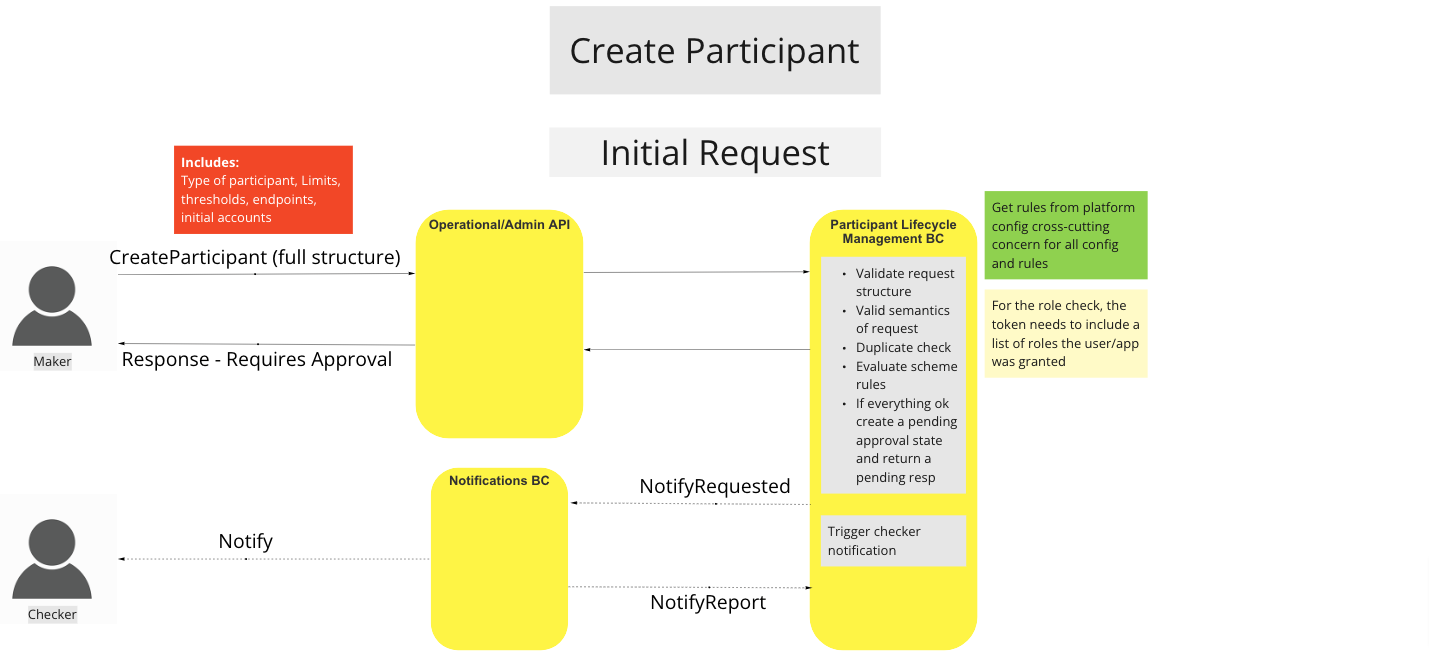 Create Participant
Initial Request
Includes:
Type of participant, Limits,
thresholds, endpoints,
initial accounts
CreateParticipant (full structure)
Maker
Response - Requires Approval
Operational/Admin API
Participant Lifecycle
Management BC
• Validate request
structure
• Valid semantics
of request
• Duplicate check
• Evaluate scheme
rules
• If everything ok
create a pending
approval state
and return a
pending resp
Get rules from platform
config cross-cutting
concern for all config
and rules
For the role check, the
token needs to include a
list of roles the user/app
was granted
Notifications BC
NotifyRequested
Trigger checker
notification
Notify
Checker
NotifyReport